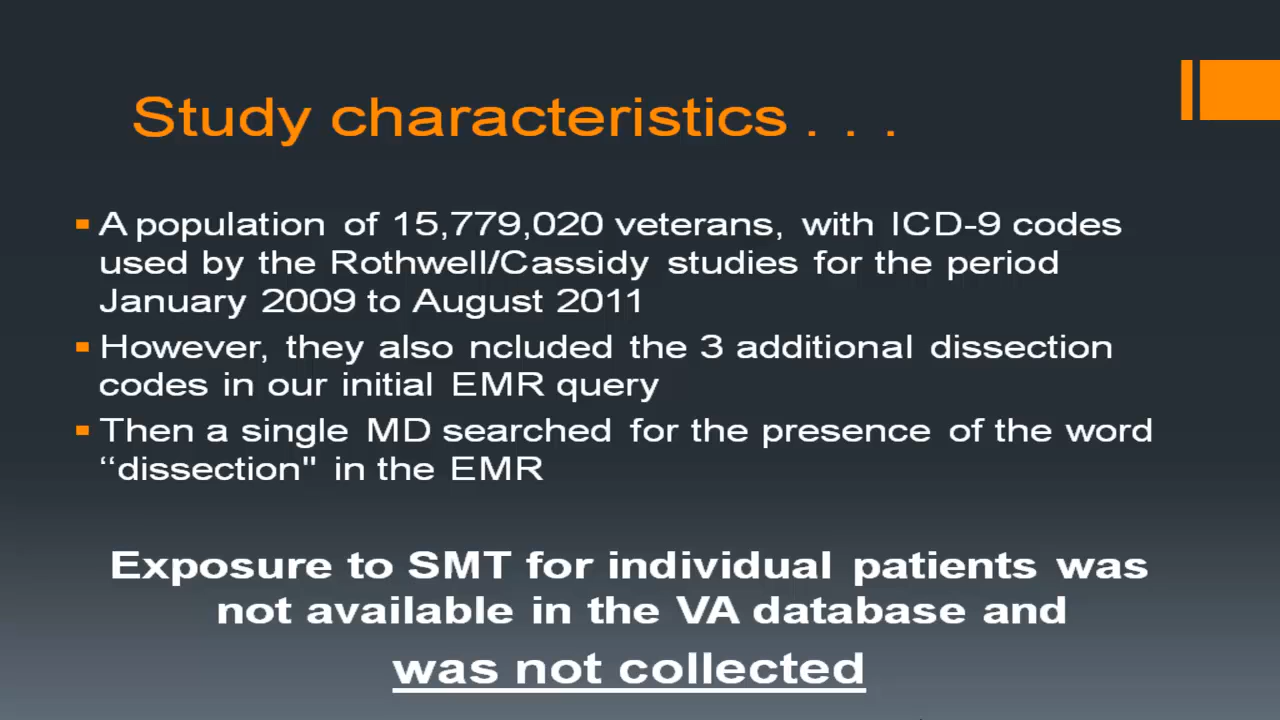 Study characteristics . . .
▪ A population of 15,779,020 veterans, with ICD-9 codes
used by the Rothwell/Cassidy studies for the period
January 2009 to August 2011
▪ However, they also ncluded the 3 additional dissection
codes in our initial EMR query
▪ Then a single MD searched for the presence of the word
‘‘dissection" in the EMR
Exposure to SMT for individual patients was
not available in the VA database and
was not collected